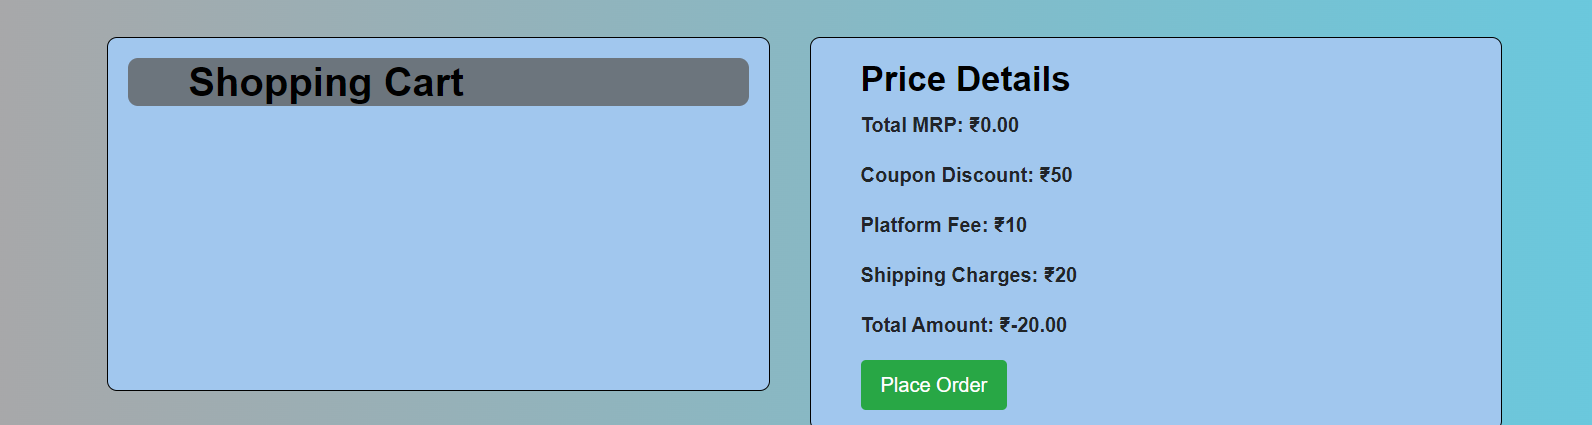 Shopping Cart
Price Details
Total MRP: ₹0.00
Coupon Discount: ₹50
Platform Fee: ₹10
Shipping Charges: ₹20
Total Amount: ₹-20.00
Place Order